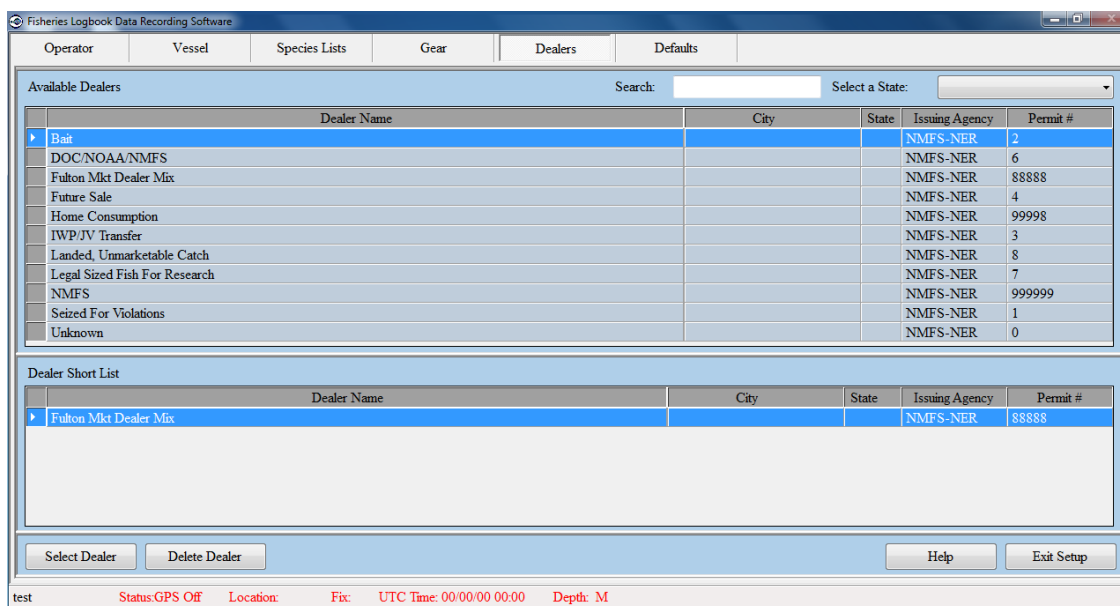 Fisheries Logbook Data Recording Software
Operator Vessel Species Lists Gear Dealers Defaults
Available Dealers Search: Select a State:
Dealer Name City State Issuing Agency Permit #
Bait NMFS-NER 2
DOC/NOAA/NMFS NMFS-NER 6
Fulton Mkt Dealer Mix NMFS-NER 88888
Future Sale NMFS-NER 4
Home Consumption NMFS-NER 99998
IWP/JV Transfer NMFS-NER 3
Landed, Unmarketable Catch NMFS-NER 8
Legal Sized Fish For Research NMFS-NER 7
NMFS NMFS-NER 999999
Seized For Violations NMFS-NER 1
Unknown NMFS-NER 0
Dealer Short List
Dealer Name City State Issuing Agency Permit #
Fulton Mkt Dealer Mix NMFS-NER 88888
Select Dealer Delete Dealer Help Exit Setup
test Status:GPS Off Location: Fix: UTC Time: 00/00/00 00:00 Depth: M